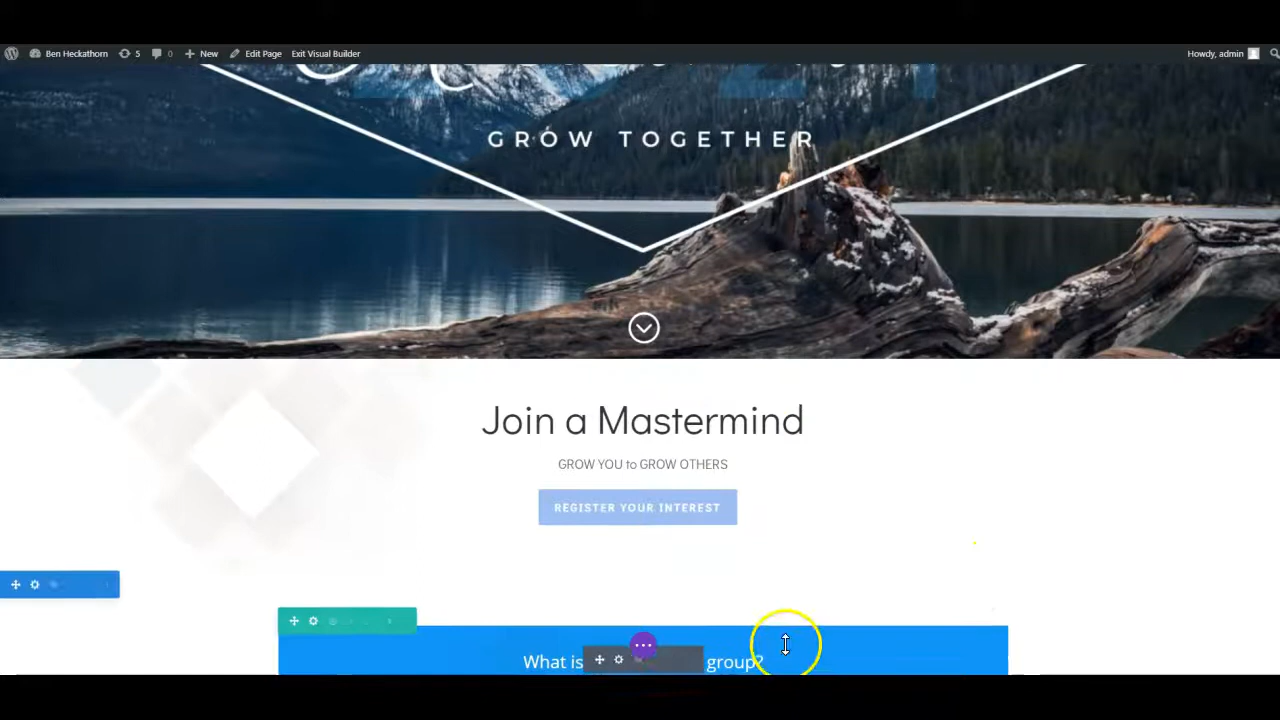 Ben Heckathorn 5 0 New Edit Page Exit Visual Builder Howdy, admin
GROW TOGETHER
Join a Mastermind
GROW YOU to GROW OTHERS
REGISTER YOUR INTEREST
What is group?